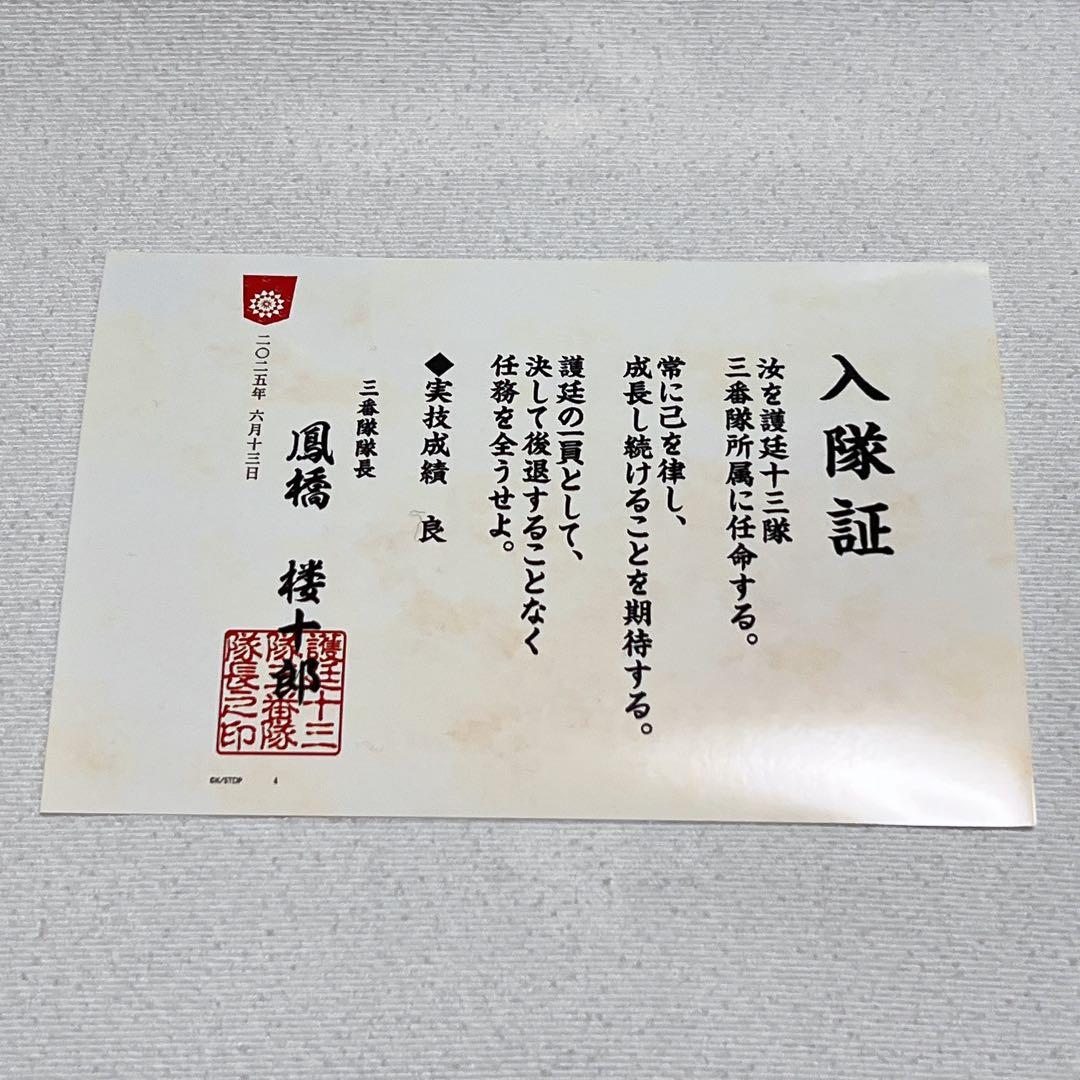 入隊証
汝を護廷十三隊
三番隊所属に任命する。
常に己を律し、
成長し続けることを期待する。
護廷の一員として、
決して後退することなく
任務を全うせよ。
◆実技成績 良
三番隊隊長
鳳橋 楼十郎
護廷十三
隊三番隊
隊長之印
二〇二五年 六月十三日
©K/STDP 4